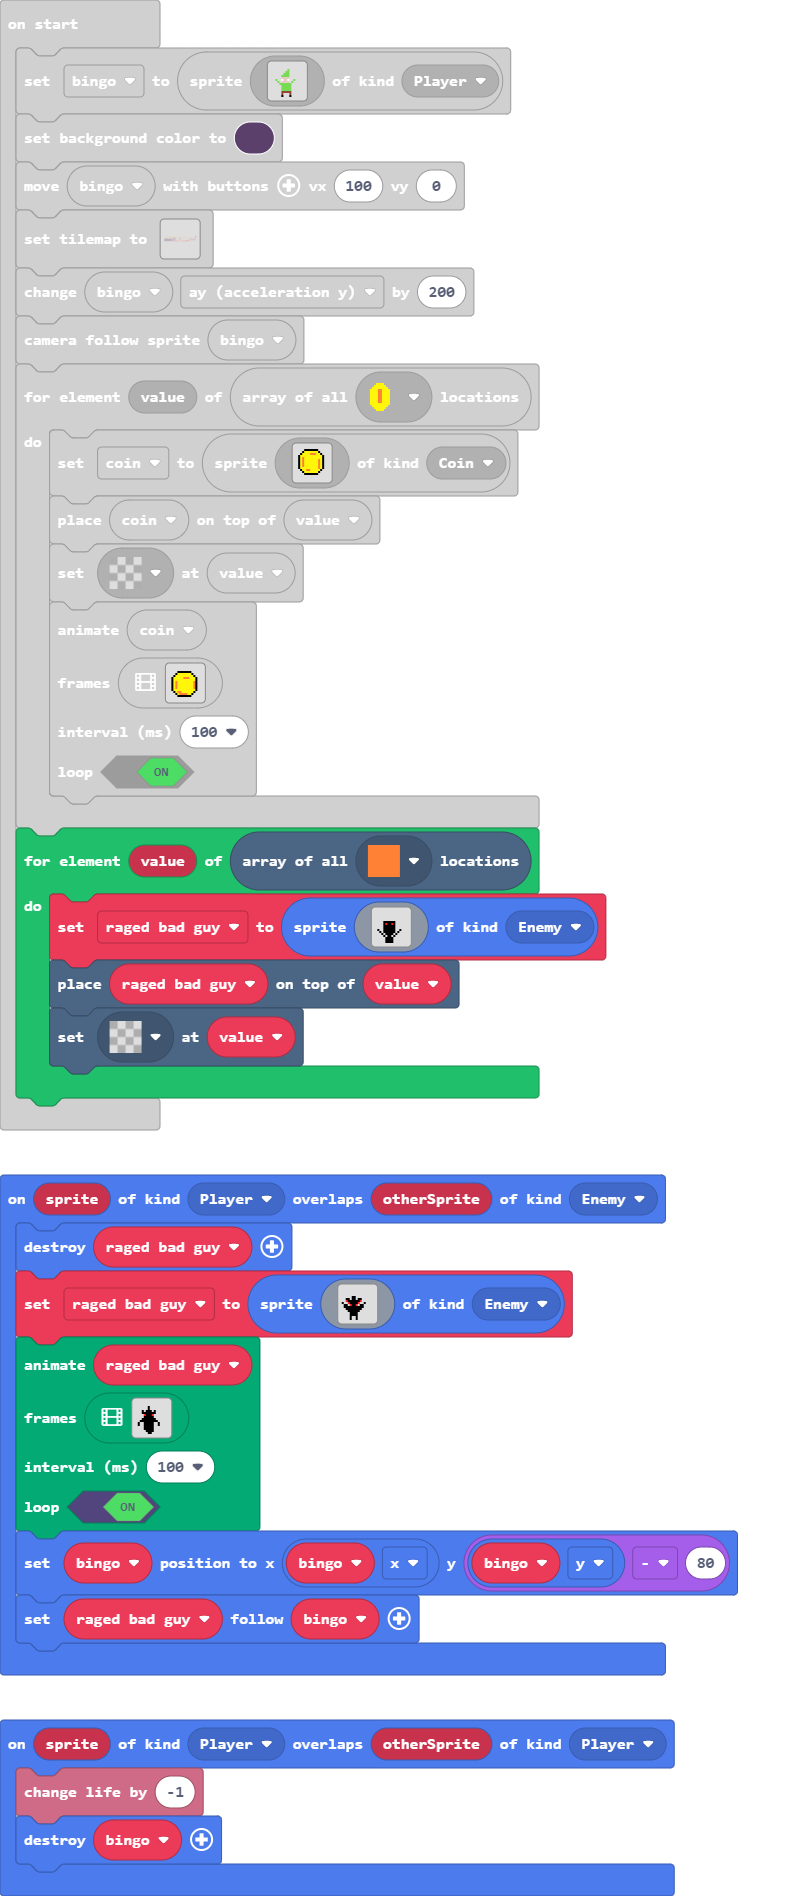 on start
set bingo to sprite of kind Player
set background color to
move bingo with buttons vx 100 vy 0
set tilemap to
change bingo ay (acceleration y) by 200
camera follow sprite bingo
for element value of array of all locations
do
set coin to sprite of kind Coin
place coin on top of value
set at value
animate coin
frames
interval (ms) 100
loop ON
for element value of array of all locations
do
set raged bad guy to sprite of kind Enemy
place raged bad guy on top of value
set at value
on sprite of kind Player overlaps otherSprite of kind Enemy
destroy raged bad guy
set raged bad guy to sprite of kind Enemy
animate raged bad guy
frames
interval (ms) 100
loop ON
set bingo position to x bingo x y bingo y - 80
set raged bad guy follow bingo
on sprite of kind Player overlaps otherSprite of kind Player
change life by -1
destroy bingo